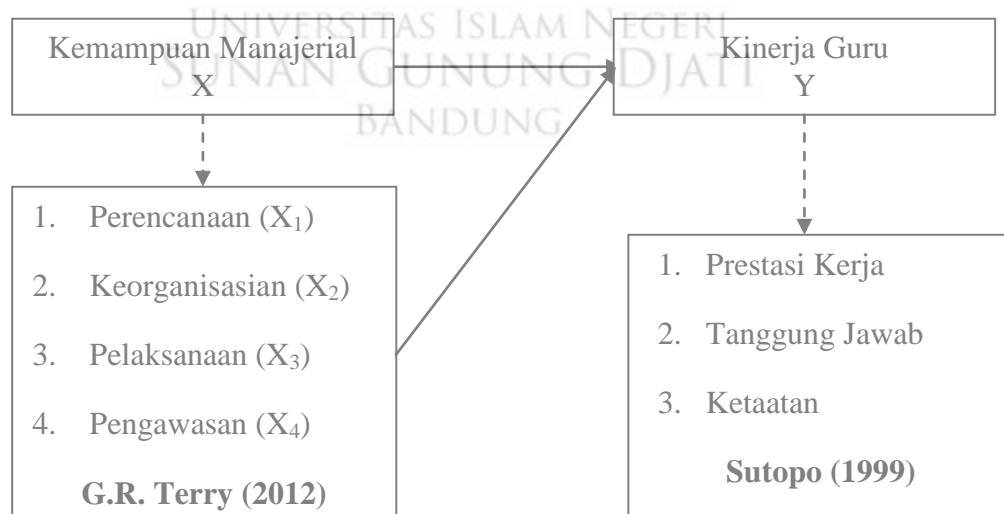 UNIVERSITAS ISLAM NEGERI
SUNAN GUNUNG DJATI
BANDUNG
Kemampuan Manajerial
X
Kinerja Guru
Y
1. Perencanaan (X₁)
2. Keorganisasian (X₂)
3. Pelaksanaan (X₃)
4. Pengawasan (X₄)
G.R. Terry (2012)
1. Prestasi Kerja
2. Tanggung Jawab
3. Ketaatan
Sutopo (1999)